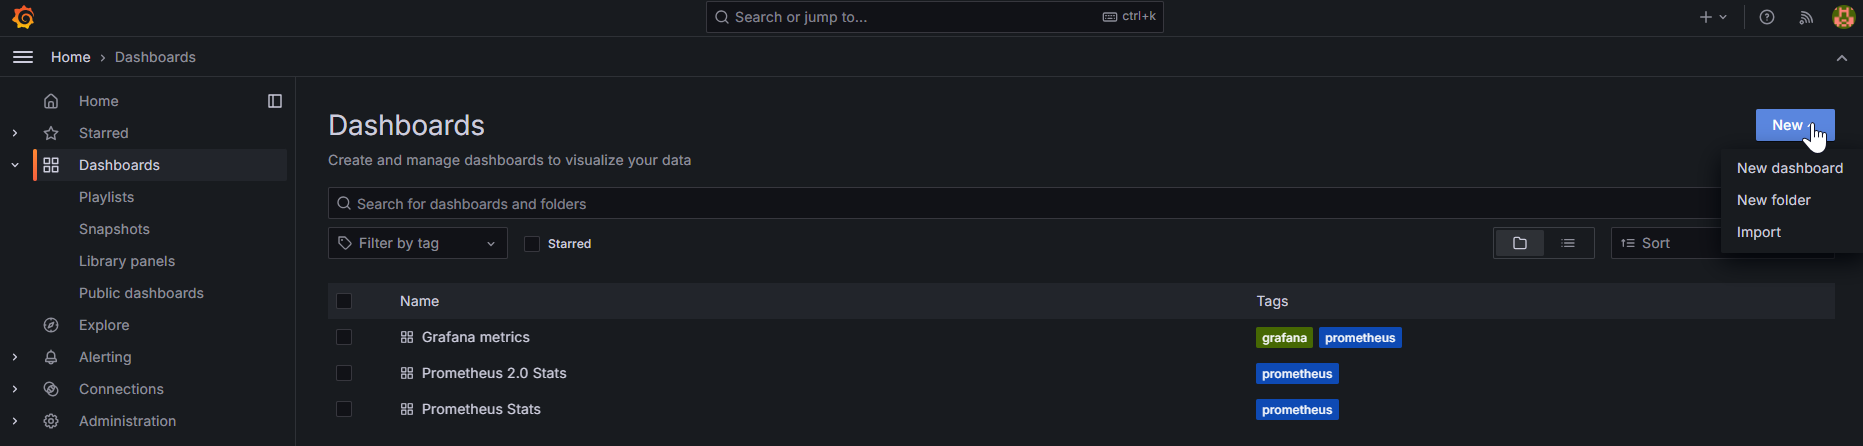 Search or jump to... ctrl+k
Home › Dashboards
Home
Starred
Dashboards
Playlists
Snapshots
Library panels
Public dashboards
Explore
Alerting
Connections
Administration
Dashboards
New
Create and manage dashboards to visualize your data
New dashboard
New folder
Import
Search for dashboards and folders
Filter by tag
Starred
Sort
Name Tags
Grafana metrics grafana prometheus
Prometheus 2.0 Stats prometheus
Prometheus Stats prometheus